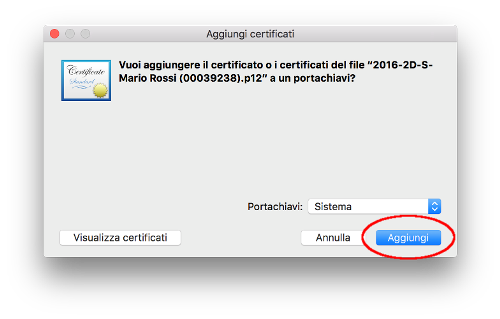 Aggiungi certificati
Certificate
Standard
Vuoi aggiungere il certificato o i certificati del file “2016-2D-S-
Mario Rossi (00039238).p12” a un portachiavi?
Portachiavi: Sistema
Visualizza certificati Annulla Aggiungi